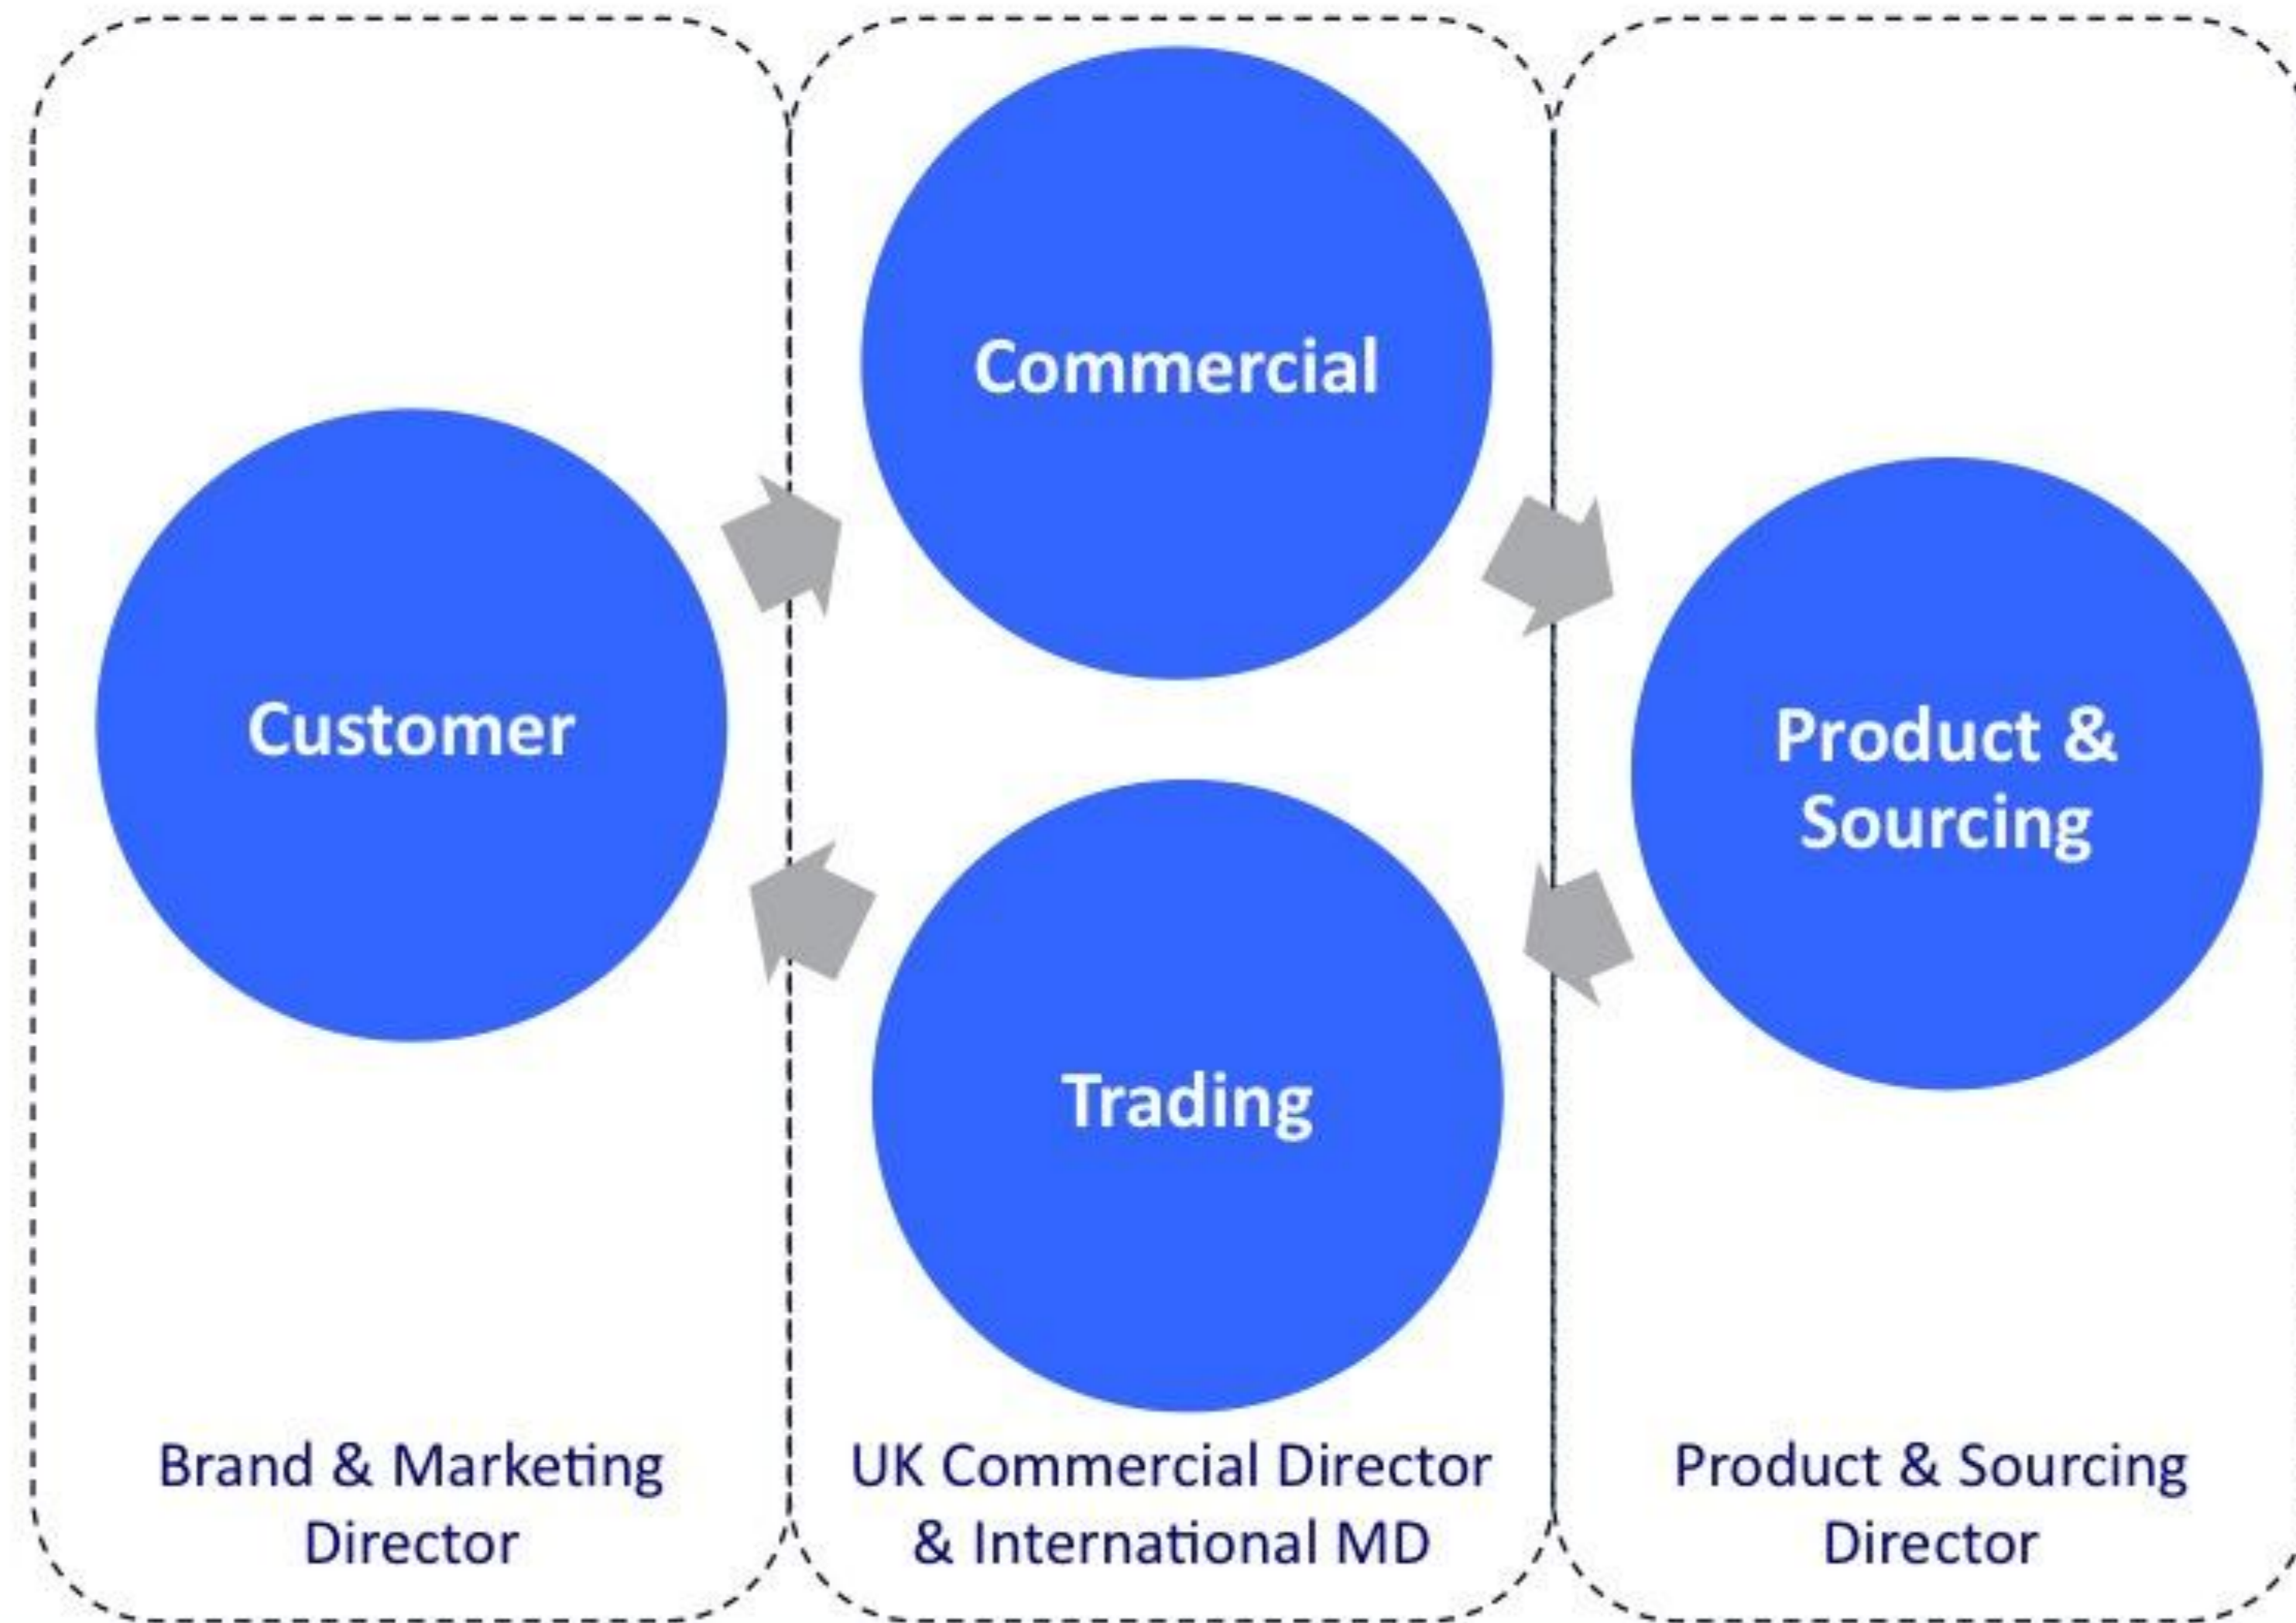 Commercial
Customer
Product &
Sourcing
Trading
Brand & Marketing
Director
UK Commercial Director
& International MD
Product & Sourcing
Director